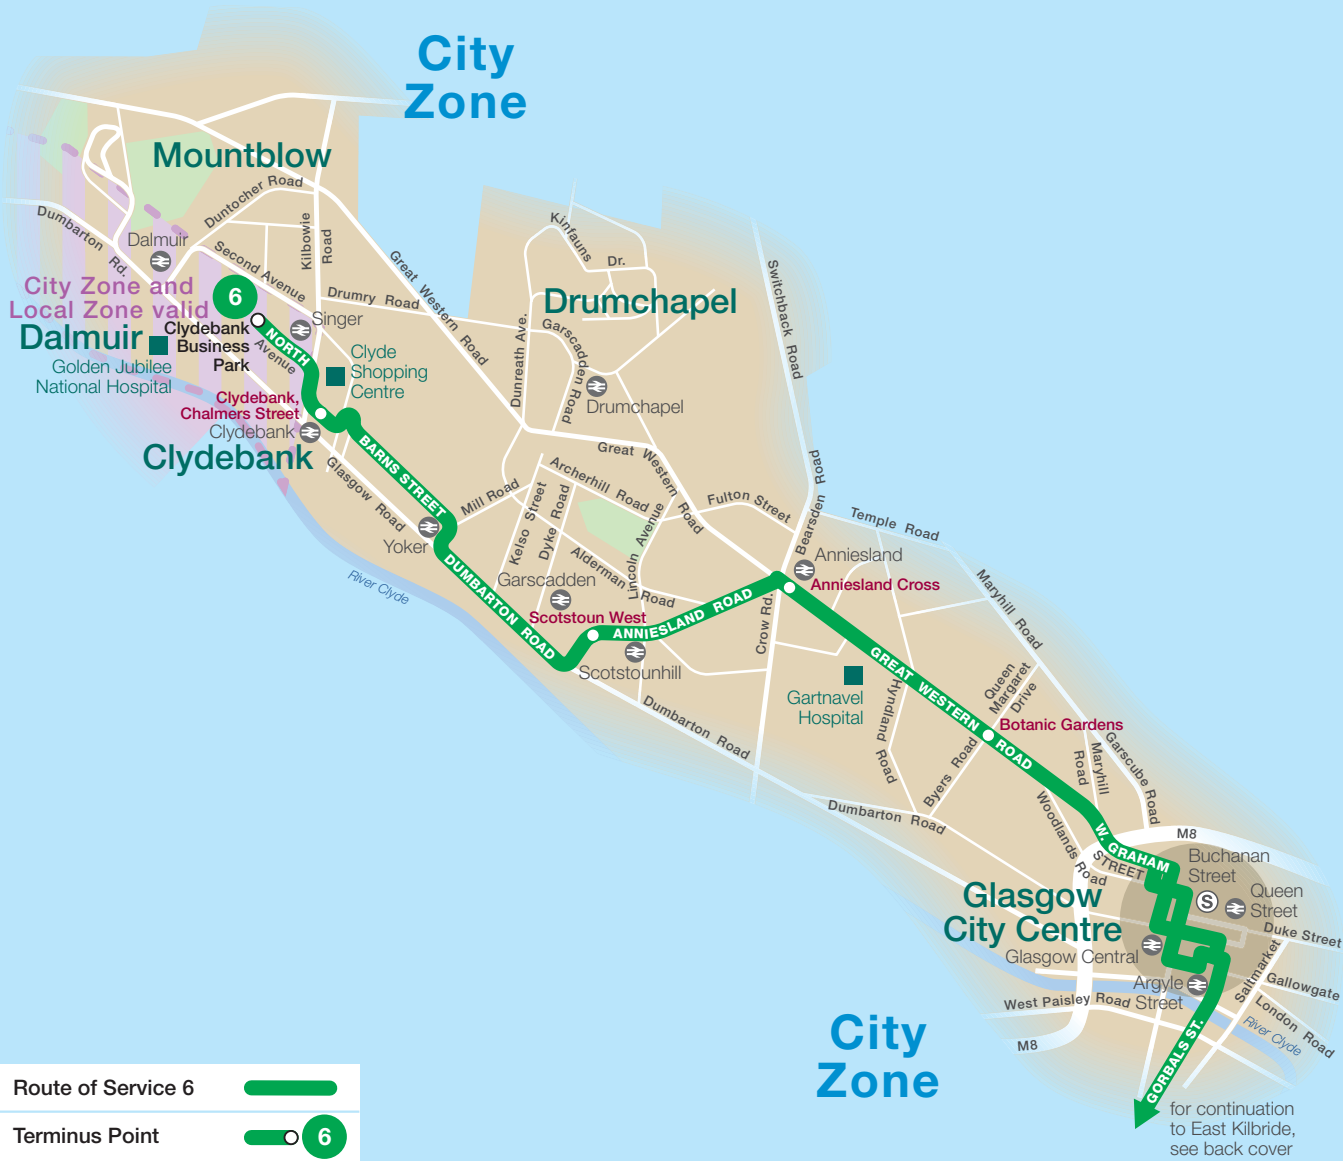 City
Zone
Mountblow
Duntocher Road
Dumbarton Rd.
Dalmuir
Kilbowie
Road
Second Avenue
Great Western Road
Kinfauns
Dr.
Switchback Road
City Zone and
Local Zone valid
6
Drumry Road
Drumchapel
Singer
Dalmuir
Clydebank
Business
Park
NORTH
Avenue
Golden Jubilee
National Hospital
Clyde
Shopping
Centre
Dunreath Ave.
Garscadden Road
Drumchapel
Clydebank,
Chalmers Street
Clydebank
Clydebank
BARNS STREET
Glasgow Road
Mill Road
Great Western Road
Archerhill Road
Kelso Street
Dyke Road
Lincoln Avenue
Fulton Street
Bearsden Road
Temple Road
Yoker
Alderman Road
Anniesland
River Clyde
DUMBARTON ROAD
Garscadden
Scotstoun West
ANNIESLAND ROAD
Anniesland Cross
Maryhill Road
Crow Rd.
Scotstounhill
GREAT WESTERN ROAD
Queen
Margaret
Drive
Gartnavel
Hospital
Hyndland Road
Dumbarton Road
Botanic Gardens
Byers Road
Maryhill
Road
Garscube Road
Dumbarton Road
Woodlands Road
W. GRAHAM
STREET
M8
Buchanan
Street
S
Queen
Street
Glasgow
City Centre
Duke Street
Glasgow Central
Saltmarket
Argyle
Street
Gallowgate
West Paisley Road
London Road
City
Zone
M8
River Clyde
GORBALS ST.
for continuation
to East Kilbride,
see back cover
Route of Service 6
Terminus Point
6